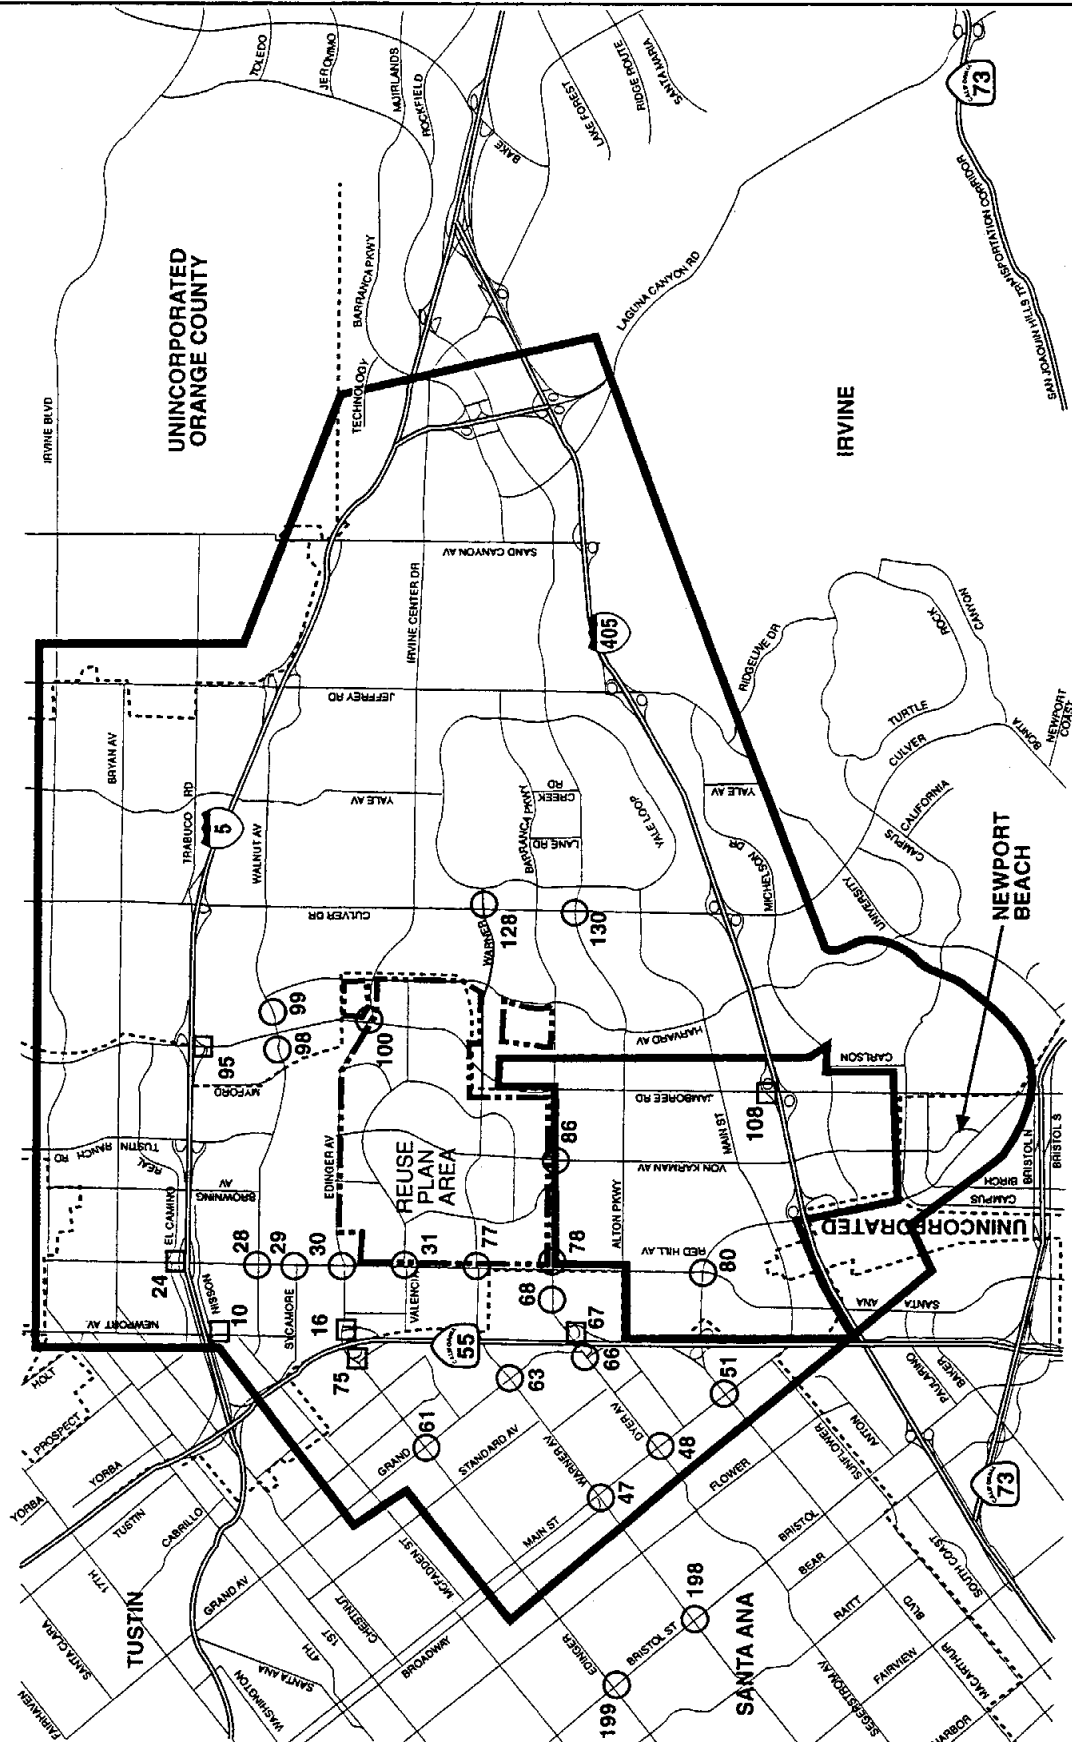 TOLEDO
JERONIMO
MUIRLANDS
ROCKFIELD
BAKE
LAKE FOREST
RIDGE ROUTE
SANTA MARIA
CALIFORNIA
73
SAN JOAQUIN HILLS TRANSPORTATION CORRIDOR
LAGUNA CANYON RD
BARRANCA PKWY
TECHNOLOGY
UNINCORPORATED
ORANGE COUNTY
IRVINE BLVD
IRVINE
SAND CANYON AV
IRVINE CENTER DR
405
JEFFREY RD
RIDGELINE DR
ROCK
CANYON
TURTLE
CULVER
BONITA
NEWPORT
COAST
BRYAN AV
TRABUCO RD
5
WALNUT AV
YALE AV
BARRANCA PKWY
CREEK
RD
LANE RD
YALE LOOP
YALE AV
MICHELSON DR
CAMPUS
CALIFORNIA
UNIVERSITY
NEWPORT
BEACH
CULVER DR
WARNER
128
130
99
98
95
100
MYFORD
HARVARD AV
CARLSON
JAMBOREE RD
108
MAIN ST
TUSTIN RANCH RD
REAL
EL CAMINO
BROWNING
AV
EDINGER AV
REUSE
PLAN
AREA
86
VON KARMAN AV
ALTON PKWY
BIRCH
CAMPUS
BRISTOL N
BRISTOL S
UNINCORPORATED
24
28
29
30
31
77
78
RED HILL AV
80
NISSON
NEWPORT AV
10
SYCAMORE
16
VALENCIA
68
67
SANTA
ANA
75
CALIFORNIA
55
63
66
51
PAULARINO
BAKER
HOLT
PROSPECT
YORBA
YORBA
TUSTIN
CABRILLO
17TH
GRAND AV
GRAND
61
STANDARD AV
WARNER AV
DYER AV
48
47
FLOWER
SUNFLOWER
ANTON
CALIFORNIA
73
MAIN ST
MCFADDEN ST
CHESTNUT
1ST
4TH
BROADWAY
SANTA ANA
WASHINGTON
SANTA CLARA
FAIRHAVEN
TUSTIN
EDINGER
BRISTOL ST
198
199
SANTA ANA
BRISTOL
BEAR
RAITT
SEGERSTROM AV
FAIRVIEW
BLVD
MACARTHUR
SOUTH COAST
HARBOR